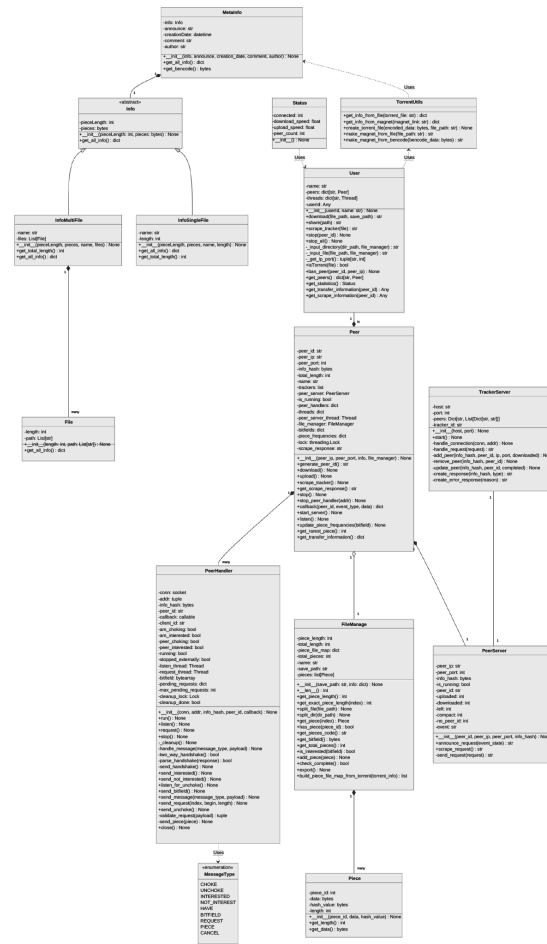 MetaInfo
-info: Info
-announce: str
-creationDate: datetime
-comment: str
-author: str
+__init__(info, announce, creation_date, comment, author) : None
+get_all_info() : dict
+get_bencode() : bytes
1
1
Uses
«abstract»
Info
-pieceLength: int
-pieces: bytes
+__init__(pieceLength: int, pieces: bytes) : None
+get_all_info() : dict
Status
-connected: int
-download_speed: float
-upload_speed: float
-peer_count: int
+__init__() : None
TorrentUtils
+get_info_from_file(torrent_file: str) : dict
+get_info_from_magnet(magnet_link: str) : dict
+create_torrent_file(encoded_data: bytes, file_path: str) : None
+make_magnet_from_file(file_path: str) : str
+make_magnet_from_bencode(bencode_data: bytes) : str
Uses
Uses
User
-name: str
-peers: dict[str, Peer]
-threads: dict[str, Thread]
-userId: Any
+__init__(userId, name: str) : None
+download(file_path, save_path) : str
+share(path) : str
+scrape_tracker(file) : str
+stop(peer_id) : None
+stop_all() : None
-_input_directory(dir_path, file_manager) : str
-_input_file(file_path, file_manager) : str
-_get_ip_port() : tuple[str, int]
+isTorrent(file) : bool
+ban_peer(peer_id, peer_ip) : None
+get_peers() : dict[str, Peer]
+get_statistics() : Status
+get_transfer_information(peer_id) : Any
+get_scrape_information(peer_id) : Any
InfoMultiFile
-name: str
-files: List[File]
+__init__(pieceLength, pieces, name, files) : None
+get_total_length() : int
+get_all_info() : dict
InfoSingleFile
-name: str
-length: int
+__init__(pieceLength, pieces, name, length) : None
+get_all_info() : dict
+get_total_length() : int
1
1
many
File
-length: int
-path: List[str]
+__init__(length: int, path: List[str]) : None
+get_all_info() : dict
Peer
-peer_id: str
-peer_ip: str
-peer_port: int
-info_hash: bytes
-total_length: int
-name: str
-trackers: list
-peer_server: PeerServer
-is_running: bool
-peer_handlers: dict
-threads: dict
-peer_server_thread: Thread
-file_manager: FileManager
-bitfields: dict
-piece_frequencies: dict
-lock: threading.Lock
-scrape_response: str
+__init__(peer_ip, peer_port, info, file_manager) : None
+generate_peer_id() : str
+download() : None
+upload() : None
+scrape_tracker() : None
+get_scrape_response() : str
+stop() : None
+stop_peer_handler(addr) : None
+callback(peer_id, event_type, data) : dict
+start_server() : None
+listen() : None
+update_piece_frequencies(bitfield) : None
+get_rarest_piece() : int
+get_transfer_information() : dict
TrackerServer
-host: str
-port: int
-peers: Dict[str, List[Dict[str, str]]]
-tracker_id: str
+__init__(host, port) : None
+start() : None
-handle_connection(conn, addr) : None
-handle_request(request) : str
-add_peer(info_hash, peer_id, ip, port, downloaded) : N
-remove_peer(info_hash, peer_id) : None
-update_peer(info_hash, peer_id, completed) : None
-create_response(info_hash, type) : str
-create_error_response(reason) : str
1
1
1
many
PeerHandler
-conn: socket
-addr: tuple
-info_hash: bytes
-peer_id: str
-callback: callable
-client_id: str
-am_choking: bool
-am_interested: bool
-peer_choking: bool
-peer_interested: bool
-running: bool
-stopped_externally: bool
-listen_thread: Thread
-request_thread: Thread
-bitfield: bytearray
-pending_requests: dict
-max_pending_requests: int
-cleanup_lock: Lock
-cleanup_done: bool
+__init__(conn, addr, info_hash, peer_id, callback) : None
+run() : None
+listen() : None
+request() : None
+stop() : None
-_cleanup() : None
-handle_message(message_type, payload) : None
-two_way_handshake() : bool
-parse_handshake(response) : bool
-send_handshake() : None
-send_interested() : None
-send_not_interested() : None
-listen_for_unchoke() : None
-send_bitfield() : None
-send_message(message_type, payload) : None
-send_request(index, begin, length) : None
-send_unchoke() : None
-validate_request(payload) : tuple
-send_piece(piece) : None
+close() : None
1
FileManage
-piece_length: int
-total_length: int
-piece_file_map: dict
-total_pieces: int
-name: str
-save_path: str
-pieces: list[Piece]
+__init__(save_path: str, info: dict) : None
+__len__() : int
+get_piece_length() : int
+get_exact_piece_length(index) : int
+split_file(file_path) : None
+split_dir(dir_path) : None
+get_piece(index) : Piece
+has_piece(piece_id) : bool
+get_pieces_code() : str
+get_bitfield() : bytes
+get_total_pieces() : int
+is_interested(bitfield) : bool
+add_piece(piece) : None
+check_complete() : bool
+export() : None
+build_piece_file_map_from_torrent(torrent_info) : list
1
1
PeerServer
-peer_ip: str
-peer_port: int
-info_hash: bytes
-is_running: bool
-peer_id: str
-uploaded: int
-downloaded: int
-left: int
-compact: int
-no_peer_id: int
-event: str
+__init__(peer_id, peer_ip, peer_port, info_hash) : None
+announce_request(event_state) : str
+scrape_request() : str
-send_request(request) : str
Uses
1
many
«enumeration»
MessageType
CHOKE
UNCHOKE
INTERESTED
NOT_INTEREST
HAVE
BITFIELD
REQUEST
PIECE
CANCEL
Piece
-piece_id: int
-data: bytes
-hash_value: bytes
-length: int
+__init__(piece_id, data, hash_value) : None
+get_length() : int
+get_data() : bytes